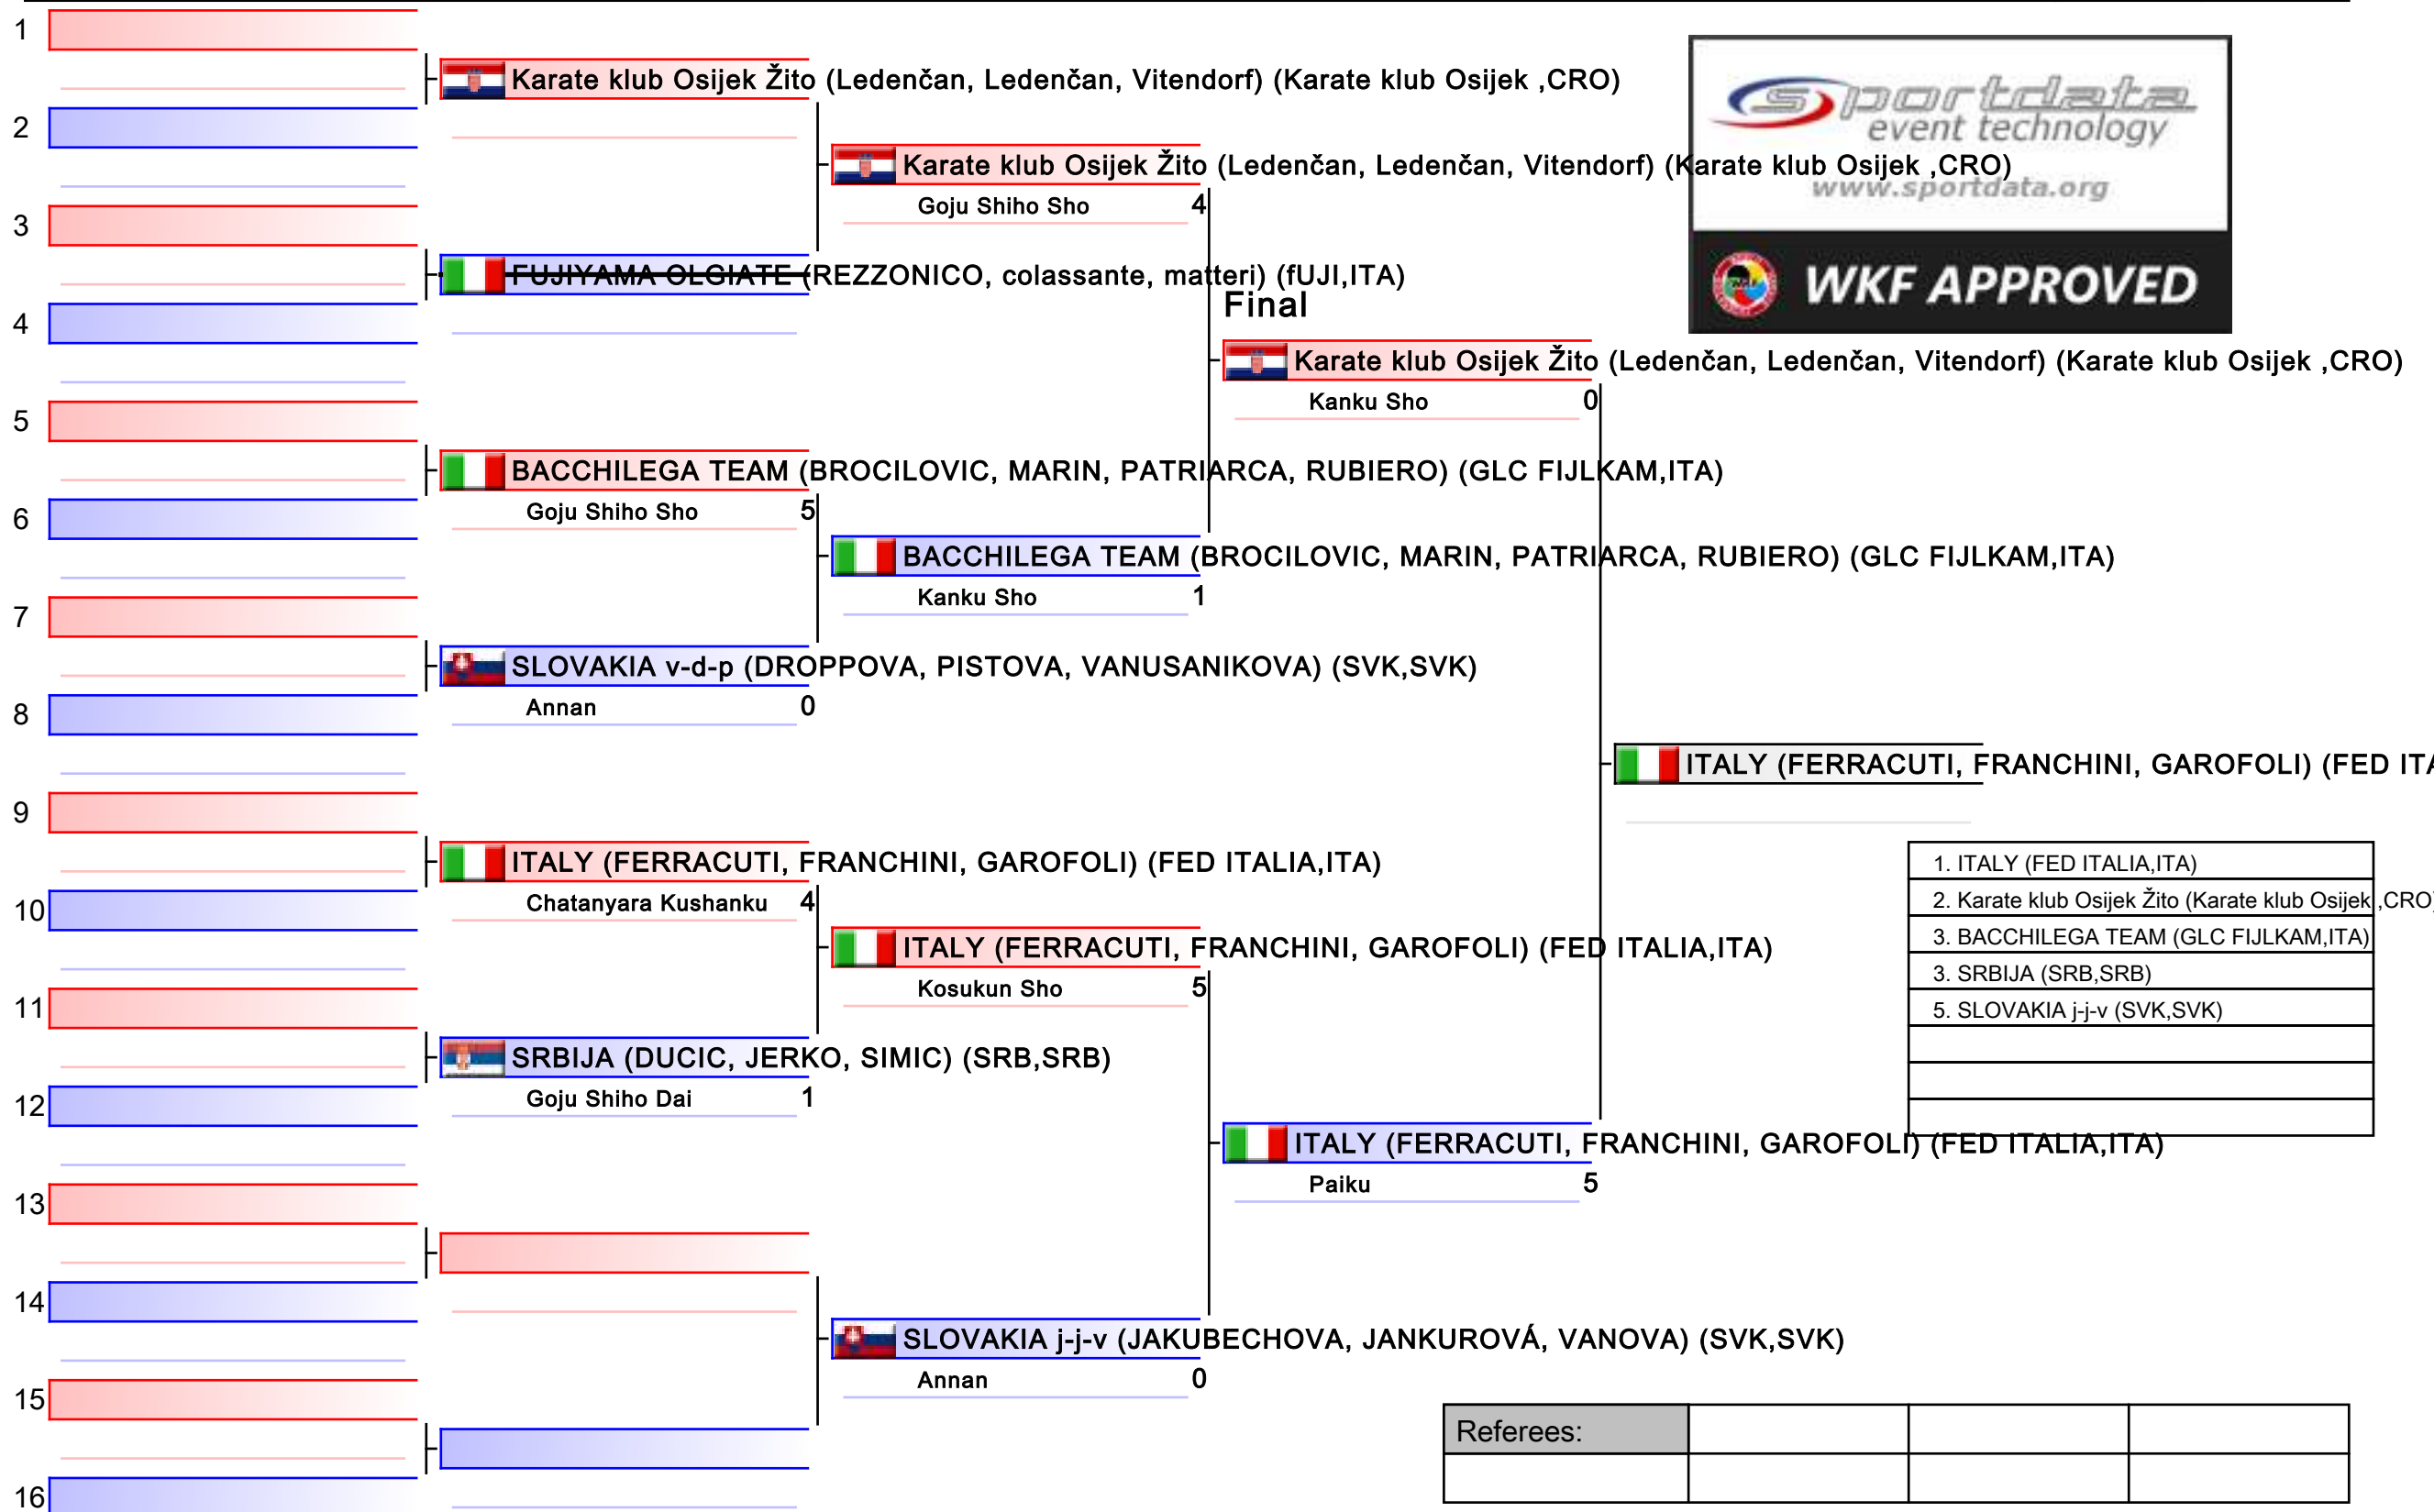 1
Karate klub Osijek Žito (Ledenčan, Ledenčan, Vitendorf) (Karate klub Osijek ,CRO)
2
sportdata
event technology
www.sportdata.org
WKF APPROVED
Karate klub Osijek Žito (Ledenčan, Ledenčan, Vitendorf) (Karate klub Osijek ,CRO)
Goju Shiho Sho 4
3
FUJIYAMA OLGIATE (REZZONICO, colassante, matteri) (fUJI,ITA)
4
Final
Karate klub Osijek Žito (Ledenčan, Ledenčan, Vitendorf) (Karate klub Osijek ,CRO)
Kanku Sho 0
5
BACCHILEGA TEAM (BROCILOVIC, MARIN, PATRIARCA, RUBIERO) (GLC FIJLKAM,ITA)
Goju Shiho Sho 5
6
BACCHILEGA TEAM (BROCILOVIC, MARIN, PATRIARCA, RUBIERO) (GLC FIJLKAM,ITA)
Kanku Sho 1
7
SLOVAKIA v-d-p (DROPPOVA, PISTOVA, VANUSANIKOVA) (SVK,SVK)
Annan 0
8
ITALY (FERRACUTI, FRANCHINI, GAROFOLI) (FED ITA
9
ITALY (FERRACUTI, FRANCHINI, GAROFOLI) (FED ITALIA,ITA)
Chatanyara Kushanku 4
10
ITALY (FERRACUTI, FRANCHINI, GAROFOLI) (FED ITALIA,ITA)
Kosukun Sho 5
1. ITALY (FED ITALIA,ITA)
2. Karate klub Osijek Žito (Karate klub Osijek ,CRO)
3. BACCHILEGA TEAM (GLC FIJLKAM,ITA)
3. SRBIJA (SRB,SRB)
5. SLOVAKIA j-j-v (SVK,SVK)
11
SRBIJA (DUCIC, JERKO, SIMIC) (SRB,SRB)
Goju Shiho Dai 1
12
ITALY (FERRACUTI, FRANCHINI, GAROFOLI) (FED ITALIA,ITA)
Paiku 5
13
14
SLOVAKIA j-j-v (JAKUBECHOVA, JANKUROVÁ, VANOVA) (SVK,SVK)
Annan 0
15
Referees:
16